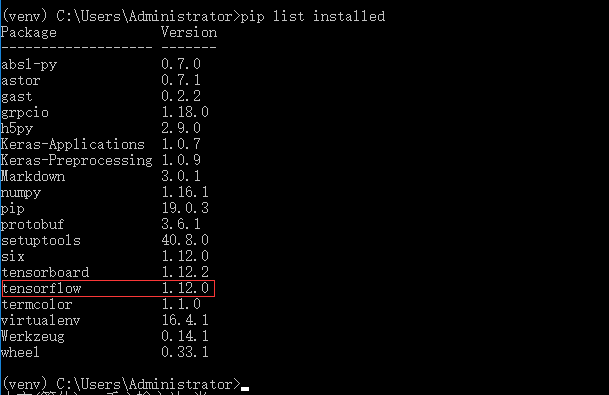 (venv) C:\Users\Administrator>pip list installed
Package             Version
------------------- -------
absl-py             0.7.0
astor               0.7.1
gast                0.2.2
grpcio              1.18.0
h5py                2.9.0
Keras-Applications  1.0.7
Keras-Preprocessing 1.0.9
Markdown            3.0.1
numpy               1.16.1
pip                 19.0.3
protobuf            3.6.1
setuptools          40.8.0
six                 1.12.0
tensorboard         1.12.2
tensorflow          1.12.0
termcolor           1.1.0
virtualenv          16.4.1
Werkzeug            0.14.1
wheel               0.33.1
(venv) C:\Users\Administrator>